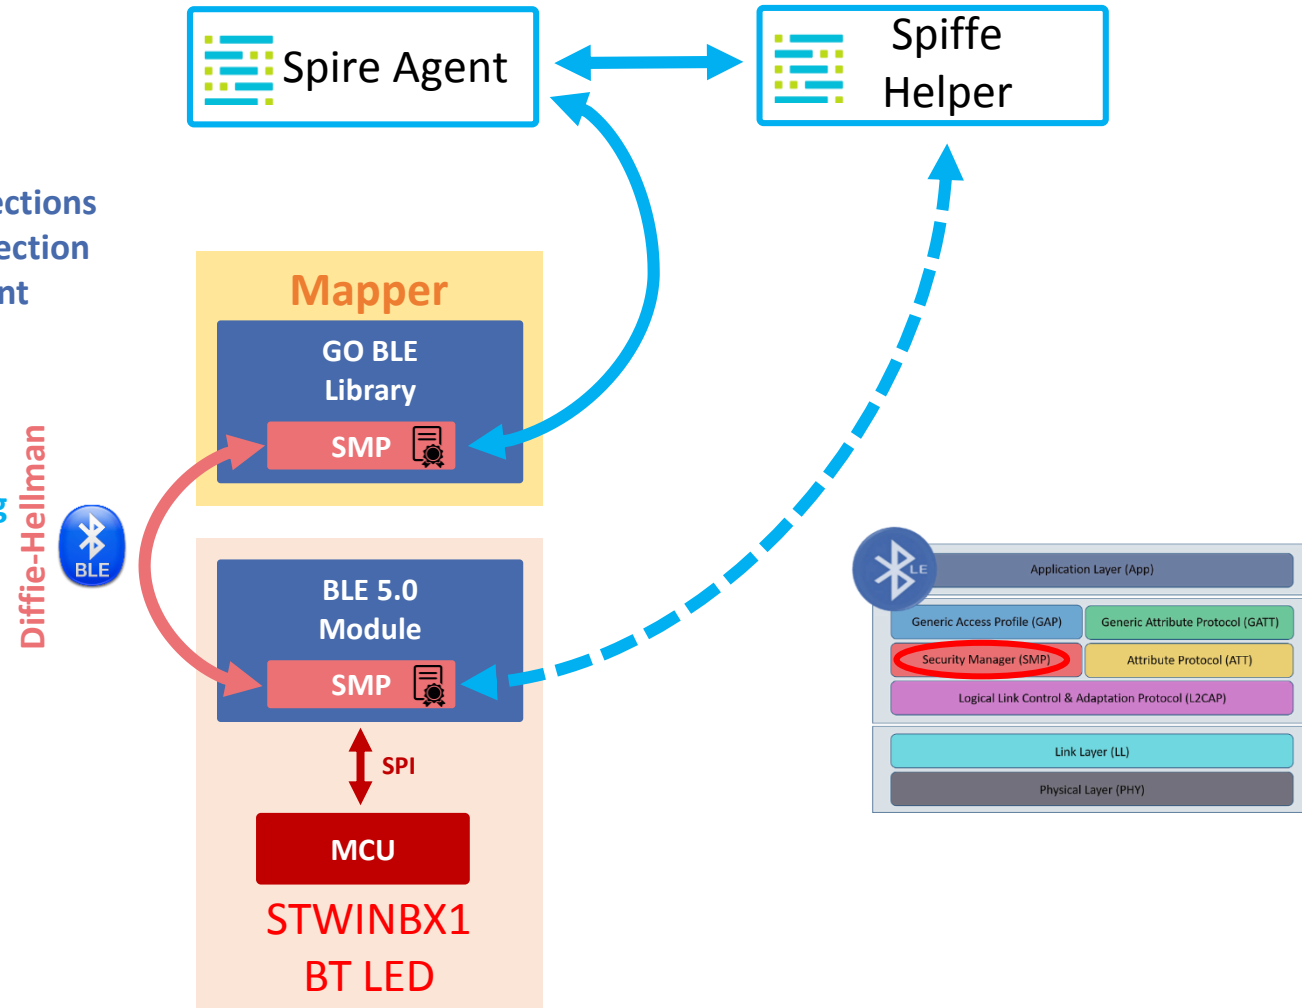 Spire Agent
Spiffe
Helper
ections
ection
nt
Mapper
GO BLE
Library
SMP
Diffie-Hellman
BLE
BLE 5.0
Module
SMP
SPI
MCU
STWINBX1
BT LED
LE
Application Layer (App)
Generic Access Profile (GAP)
Generic Attribute Protocol (GATT)
Security Manager (SMP)
Attribute Protocol (ATT)
Logical Link Control & Adaptation Protocol (L2CAP)
Link Layer (LL)
Physical Layer (PHY)